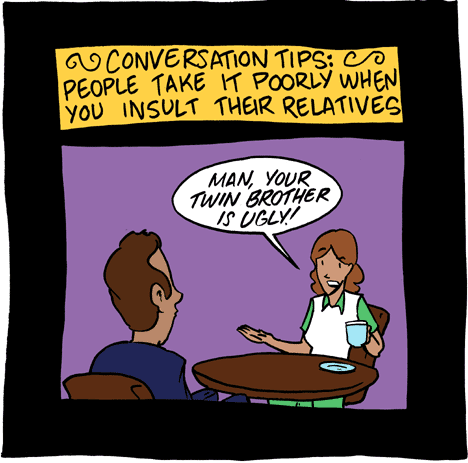 CONVERSATION TIPS:
PEOPLE TAKE IT POORLY WHEN
YOU INSULT THEIR RELATIVES
MAN, YOUR
TWIN BROTHER
IS UGLY!